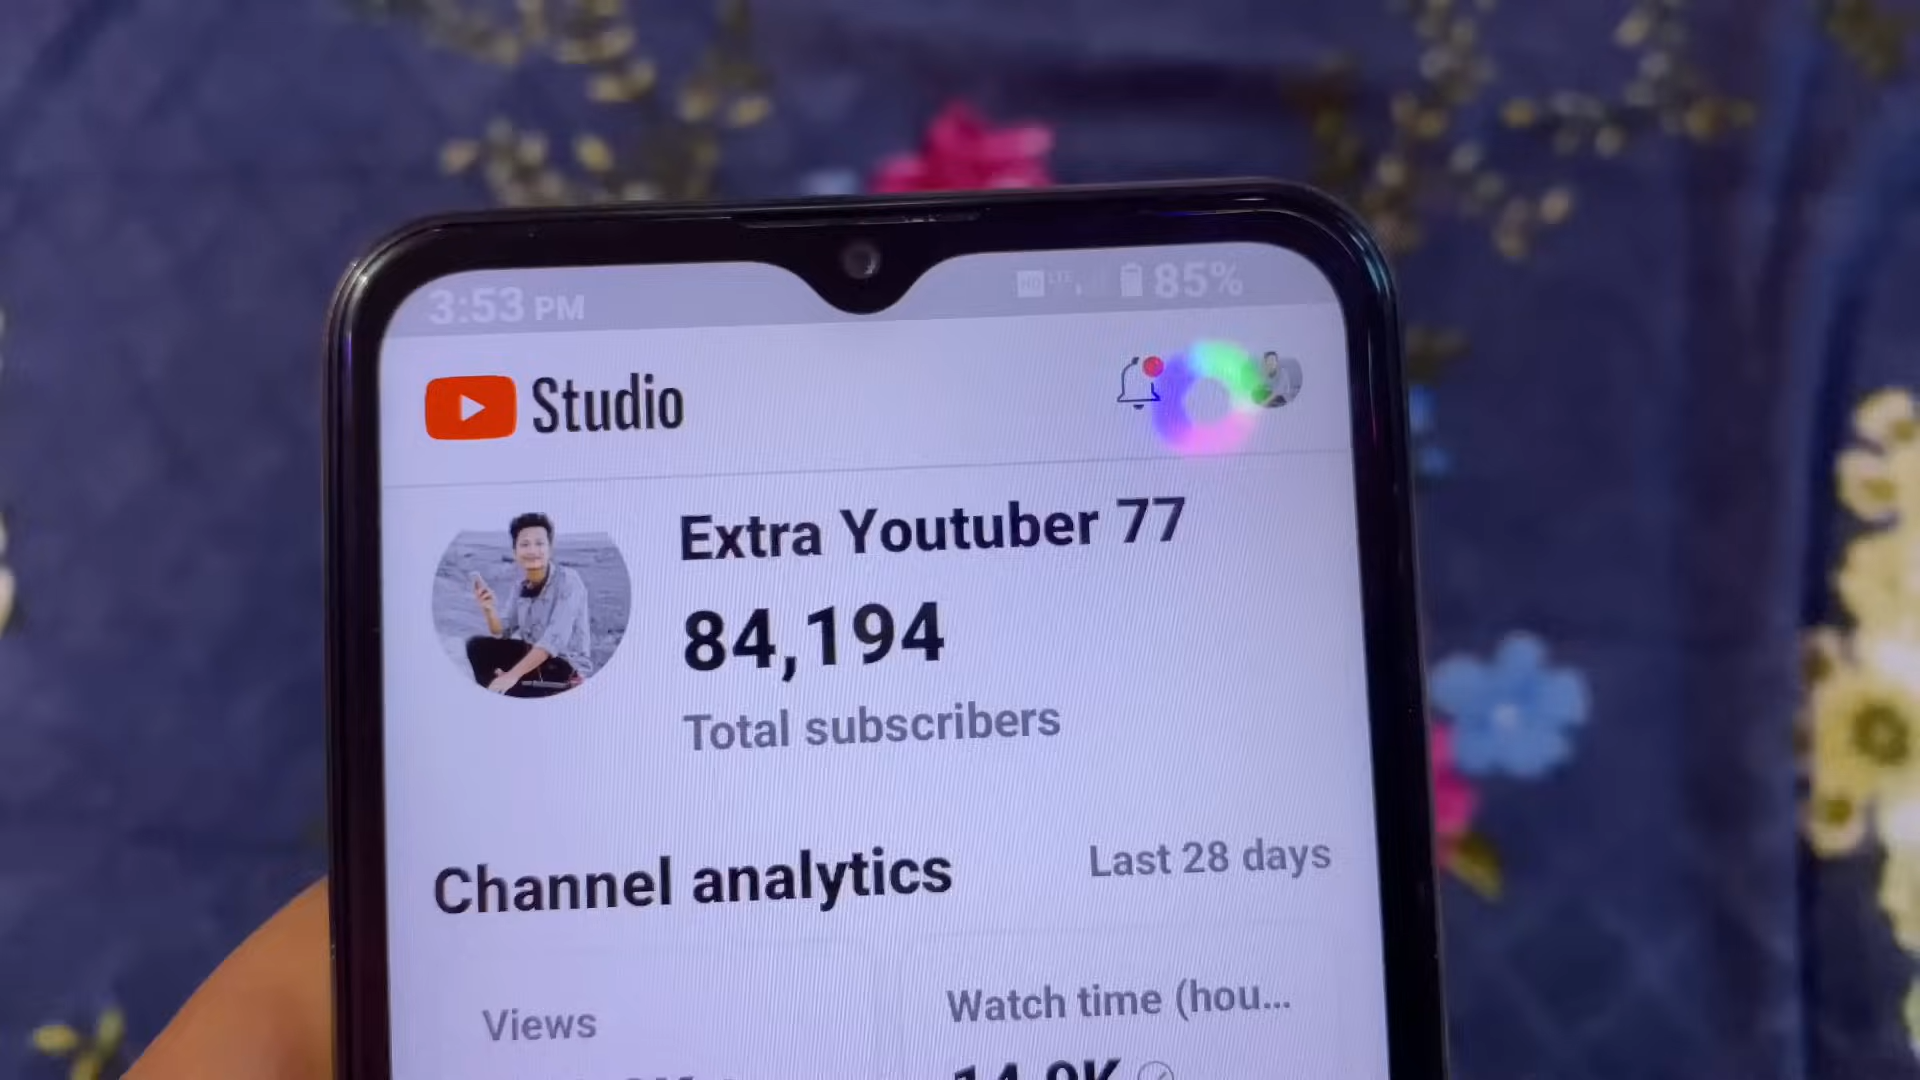 3:53 PM
85%
Studio
Extra Youtuber 77
84,194
Total subscribers
Channel analytics
Last 28 days
Views
Watch time (hou...